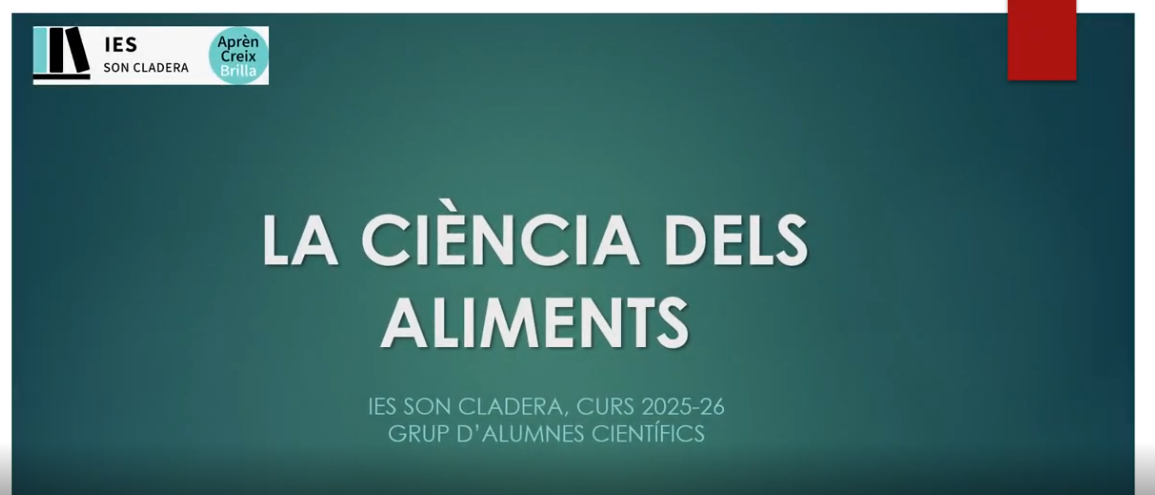 IES
SON CLADERA
Aprèn
Creix
Brilla
LA CIÈNCIA DELS
ALIMENTS
IES SON CLADERA, CURS 2025-26
GRUP D'ALUMNES CIENTÍFICS